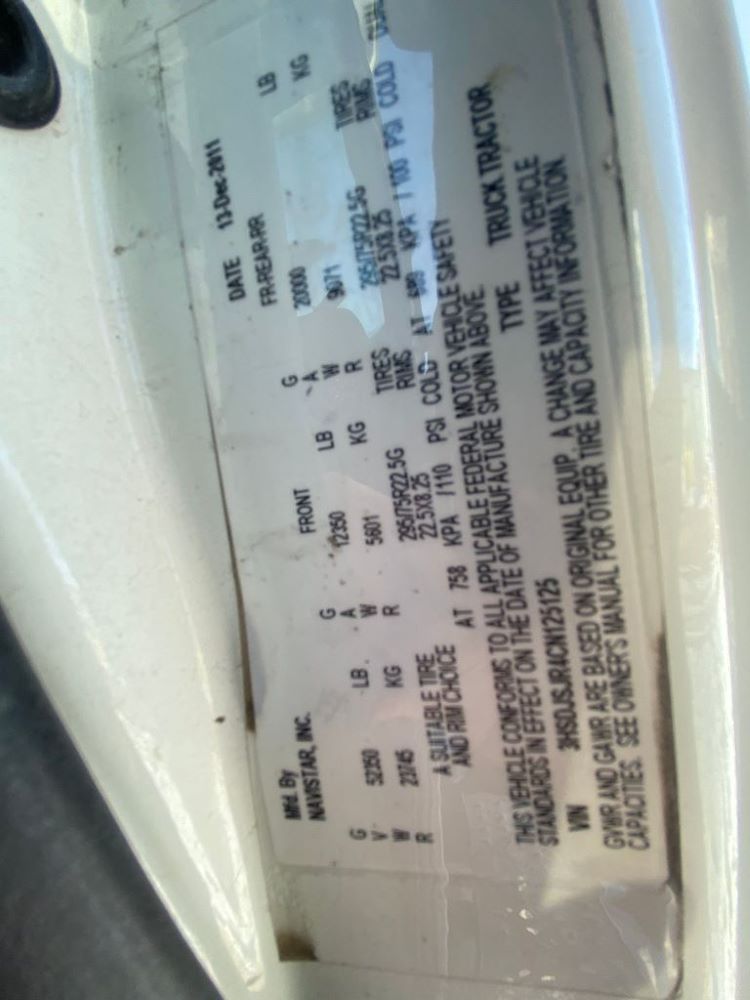 Mfd. By
NAVISTAR, INC.
DATE 13-Dec-2011
FRONT
FR-REAR-RR
GVWR
52250 LB.
23745 KG
GAWR
12350 LB
5601 KG
GAWR
20000 LB
9071 KG
A SUITABLE TIRE
AND RIM CHOICE
295/75R22.5G TIRES
22.5X8.25 RIMS
AT 758 KPA / 110 PSI COLD
295/75R22.5G TIRES
22.5X8.25 RIMS
AT KPA / 100 PSI COLD
THIS VEHICLE CONFORMS TO ALL APPLICABLE FEDERAL MOTOR VEHICLE SAFETY
STANDARDS IN EFFECT ON THE DATE OF MANUFACTURE SHOWN ABOVE.
VIN 3HSDJSJR4CN125125 TYPE TRUCK TRACTOR
GVWR AND GAWR ARE BASED ON ORIGINAL EQUIP. A CHANGE MAY AFFECT VEHICLE
CAPACITIES. SEE OWNER'S MANUAL FOR OTHER TIRE AND CAPACITY INFORMATION.